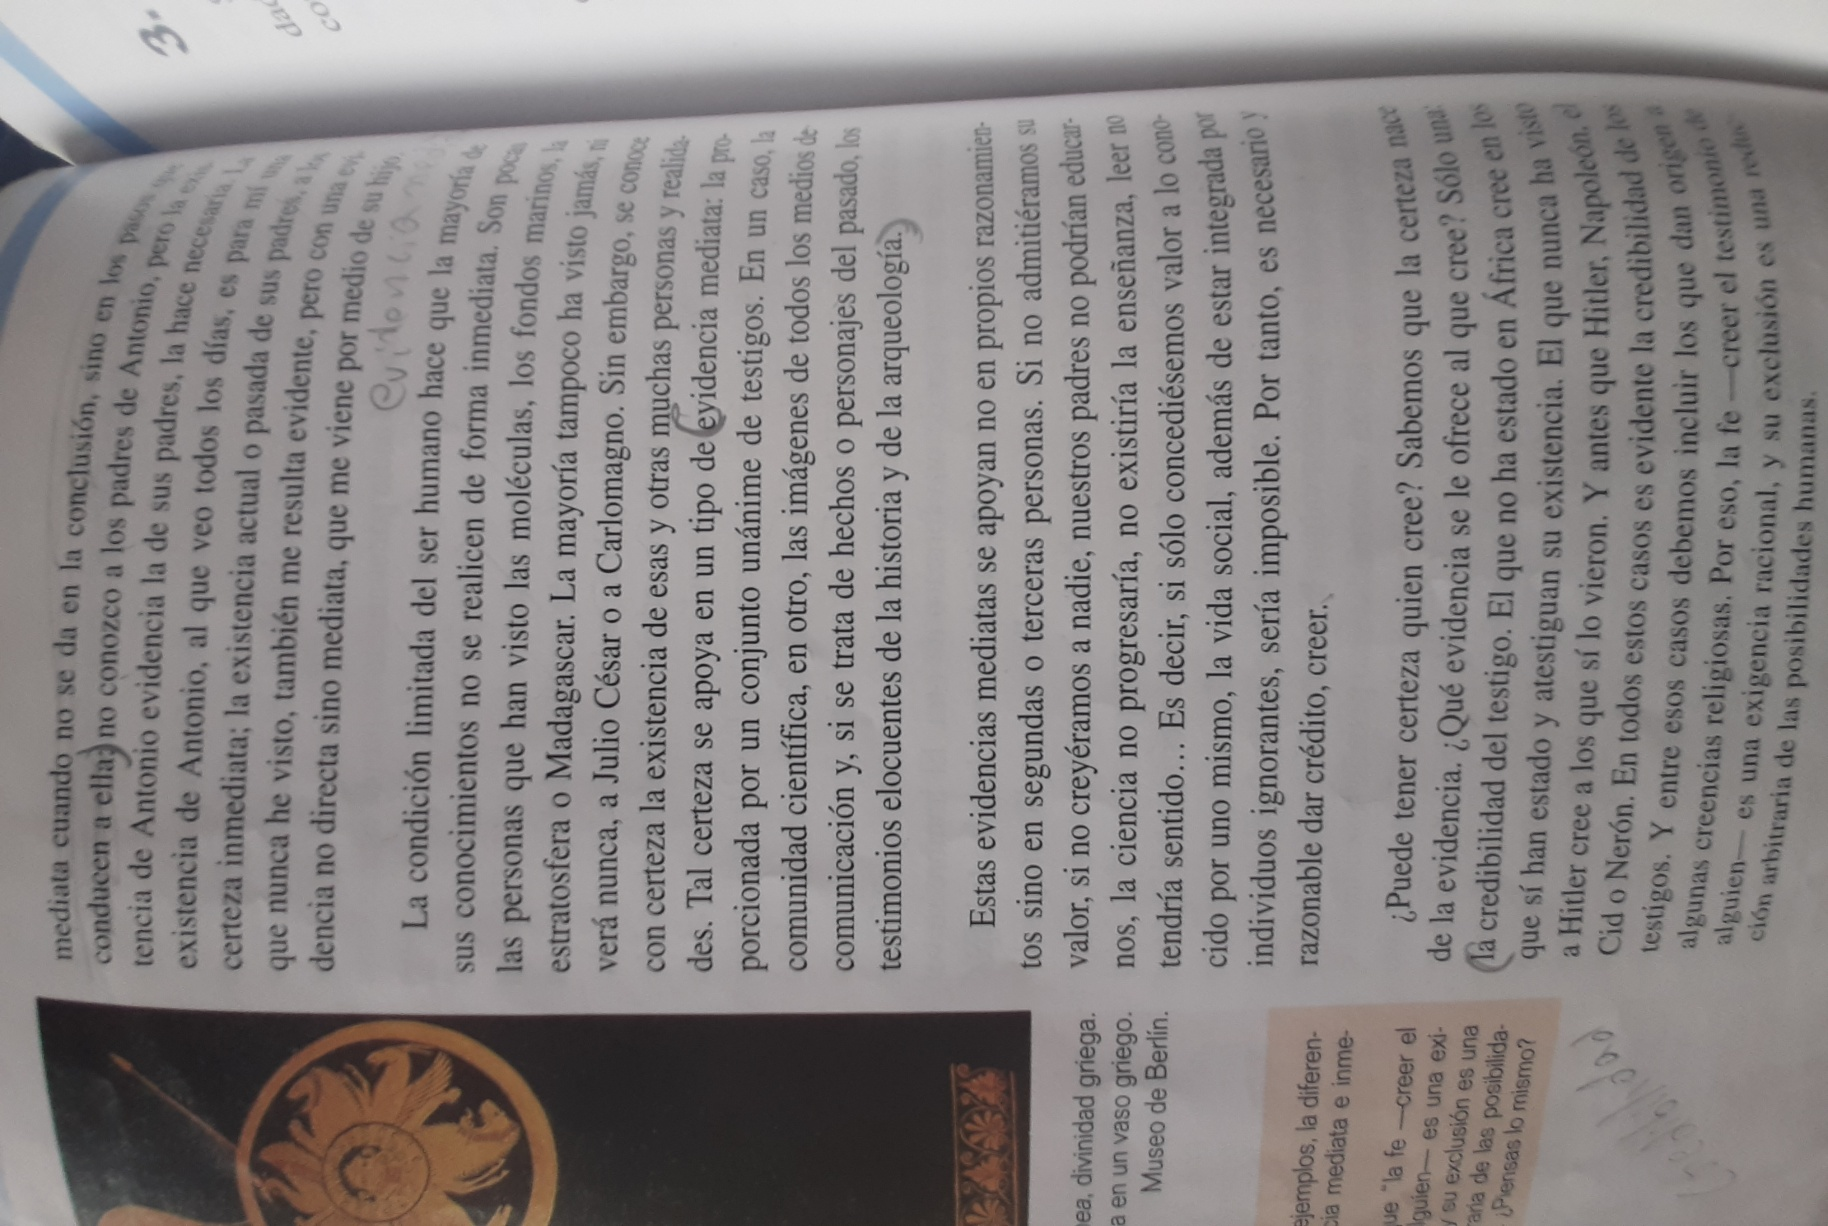 3.
mediata cuando no se da en la conclusión, sino en los pasos que
conducen a ella: no conozco a los padres de Antonio, pero la exis-
tencia de Antonio evidencia la de sus padres, la hace necesaria. La
existencia de Antonio, al que veo todos los días, es para mí una
certeza inmediata; la existencia actual o pasada de sus padres, a los
que nunca he visto, también me resulta evidente, pero con una evi-
dencia no directa sino mediata, que me viene por medio de su hijo.
La condición limitada del ser humano hace que la mayoría de
sus conocimientos no se realicen de forma inmediata. Son pocas
las personas que han visto las moléculas, los fondos marinos, la
estratosfera o Madagascar. La mayoría tampoco ha visto jamás, ni
verá nunca, a Julio César o a Carlomagno. Sin embargo, se conoce
con certeza la existencia de esas y otras muchas personas y realida-
des. Tal certeza se apoya en un tipo de evidencia mediata: la pro-
porcionada por un conjunto unánime de testigos. En un caso, la
comunidad científica, en otro, las imágenes de todos los medios de
comunicación y, si se trata de hechos o personajes del pasado, los
testimonios elocuentes de la historia y de la arqueología.
Estas evidencias mediatas se apoyan no en propios razonamien-
tos sino en segundas o terceras personas. Si no admitiéramos su
valor, si no creyéramos a nadie, nuestros padres no podrían educar-
nos, la ciencia no progresaría, no existiría la enseñanza, leer no
tendría sentido... Es decir, si sólo concediésemos valor a lo cono-
cido por uno mismo, la vida social, además de estar integrada por
individuos ignorantes, sería imposible. Por tanto, es necesario y
razonable dar crédito, creer.
¿Puede tener certeza quien cree? Sabemos que la certeza nace
de la evidencia. ¿Qué evidencia se le ofrece al que cree? Sólo una:
la credibilidad del testigo. El que no ha estado en África cree en los
que sí han estado y atestiguan su existencia. El que nunca ha visto
a Hitler cree a los que sí lo vieron. Y antes que Hitler, Napoleón, el
Cid o Nerón. En todos estos casos es evidente la credibilidad de los
testigos. Y entre esos casos debemos incluir los que dan origen a
algunas creencias religiosas. Por eso, la fe —creer el testimonio de
alguien— es una exigencia racional, y su exclusión es una reduc-
ción arbitraria de las posibilidades humanas.
nea, divinidad griega.
a en un vaso griego.
Museo de Berlín.
ejemplos, la diferen-
cia mediata e inme-
ue "la fe —creer el
lguien— es una exi-
y su exclusión es una
raria de las posibilida-
¿Piensas lo mismo?